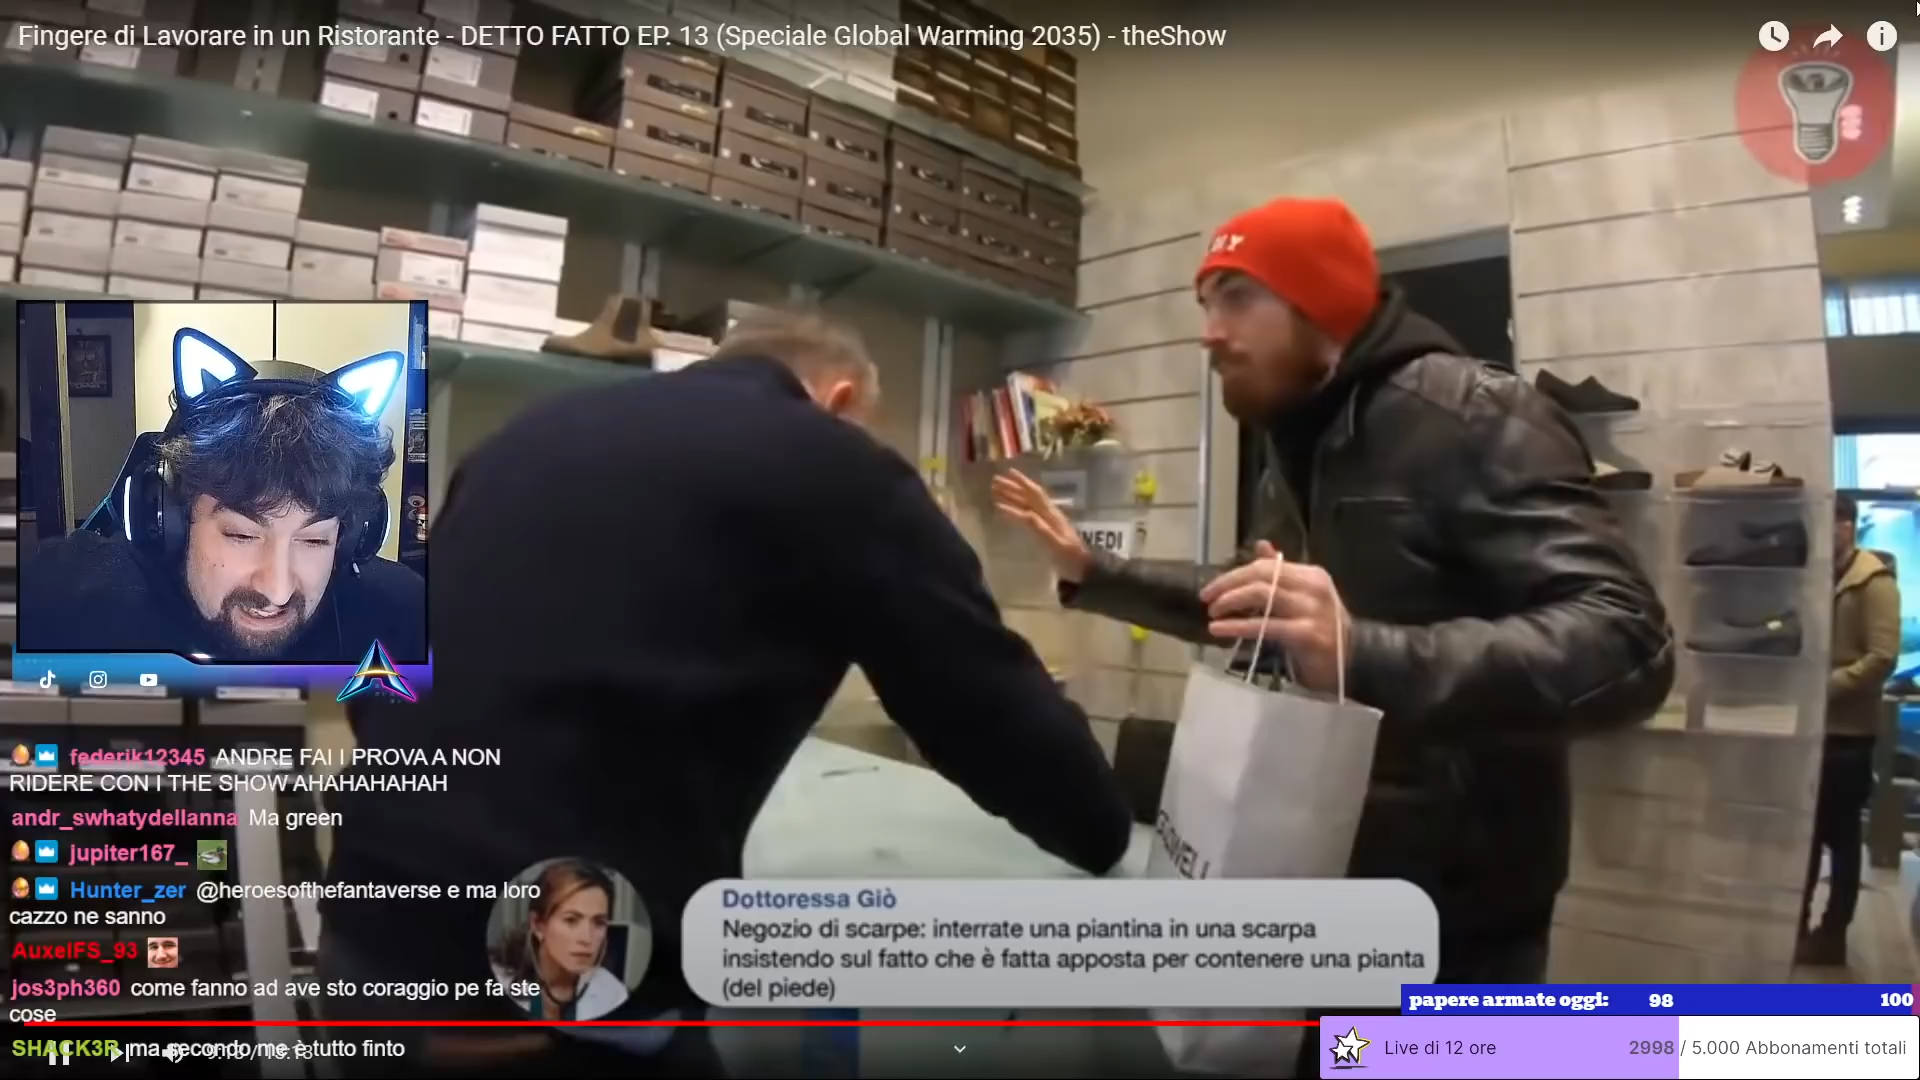 Fingere di Lavorare in un Ristorante - DETTO FATTO EP. 13 (Speciale Global Warming 2035) - theShow
NEDI
federik12345 ANDRE FAI I PROVA A NON
RIDERE CON I THE SHOW AHAHAHAHAH
andr_swhatydellanna Ma green
jupiter167_
Hunter_zer @heroesofthefantaverse e ma loro
cazzo ne sanno
AuxelFS_93
jos3ph360 come fanno ad ave sto coraggio pe fa ste
cose
SHACK3R ma secondo me è tutto finto
Dottoressa Giò
Negozio di scarpe: interrate una piantina in una scarpa
insistendo sul fatto che è fatta apposta per contenere una pianta
(del piede)
papere armate oggi: 98 100
Live di 12 ore 2998 / 5.000 Abbonamenti totali